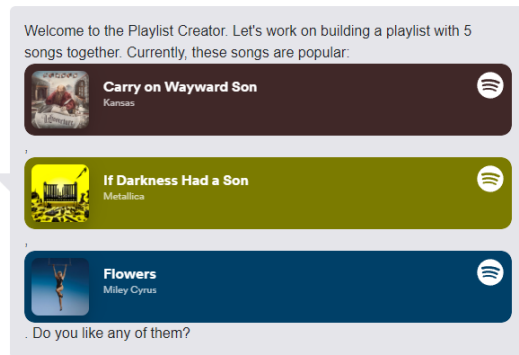 Welcome to the Playlist Creator. Let's work on building a playlist with 5
songs together. Currently, these songs are popular:
Carry on Wayward Son
Kansas
,
If Darkness Had a Son
Metallica
,
Flowers
Miley Cyrus
. Do you like any of them?